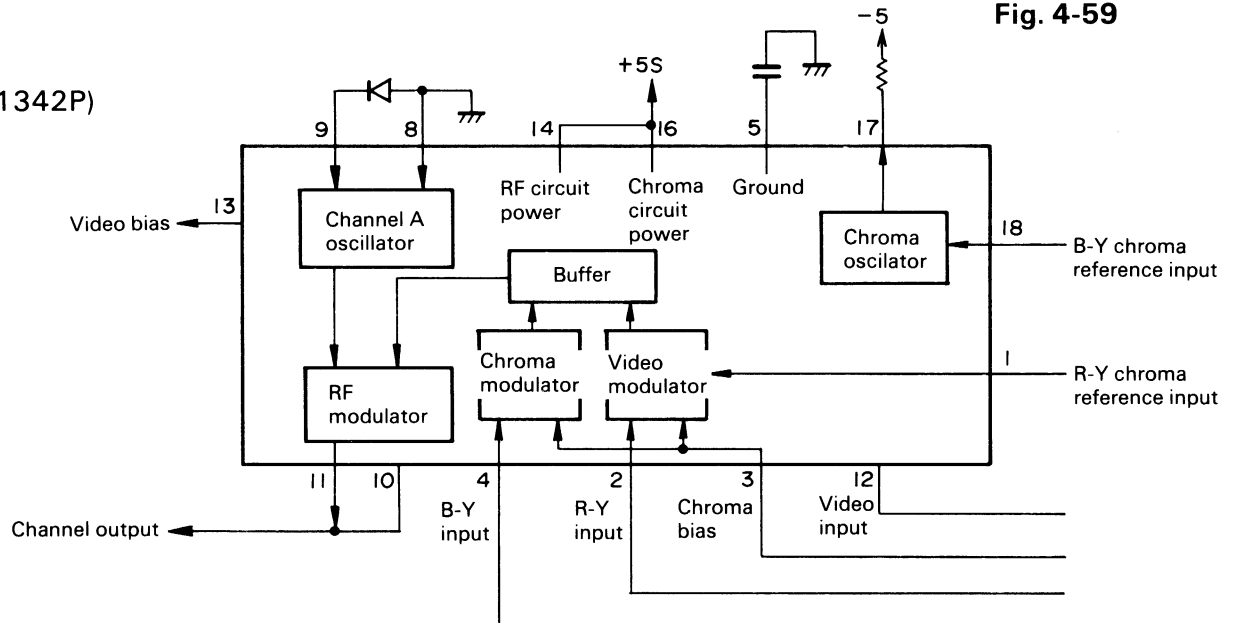 Fig. 4-59
-5
+5S
1342P)
9
8
14
16
5
17
RF circuit
power
Chroma
circuit
power
Ground
13
Video bias
Channel A
oscillator
Chroma
oscilator
18
B-Y chroma
reference input
Buffer
Chroma
modulator
Video
modulator
1
R-Y chroma
reference input
RF
modulator
11
10
4
2
3
12
B-Y
input
R-Y
input
Chroma
bias
Video
input
Channel output